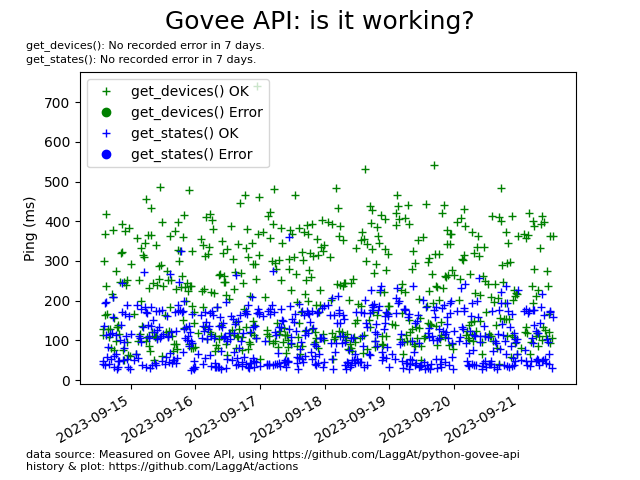 Govee API: is it working?
get_devices(): No recorded error in 7 days.
get_states(): No recorded error in 7 days.
get_devices() OK
get_devices() Error
get_states() OK
get_states() Error
Ping (ms)
700
600
500
400
300
200
100
0
2023-09-15
2023-09-16
2023-09-17
2023-09-18
2023-09-19
2023-09-20
2023-09-21
data source: Measured on Govee API, using https://github.com/LaggAt/python-govee-api
history & plot: https://github.com/LaggAt/actions